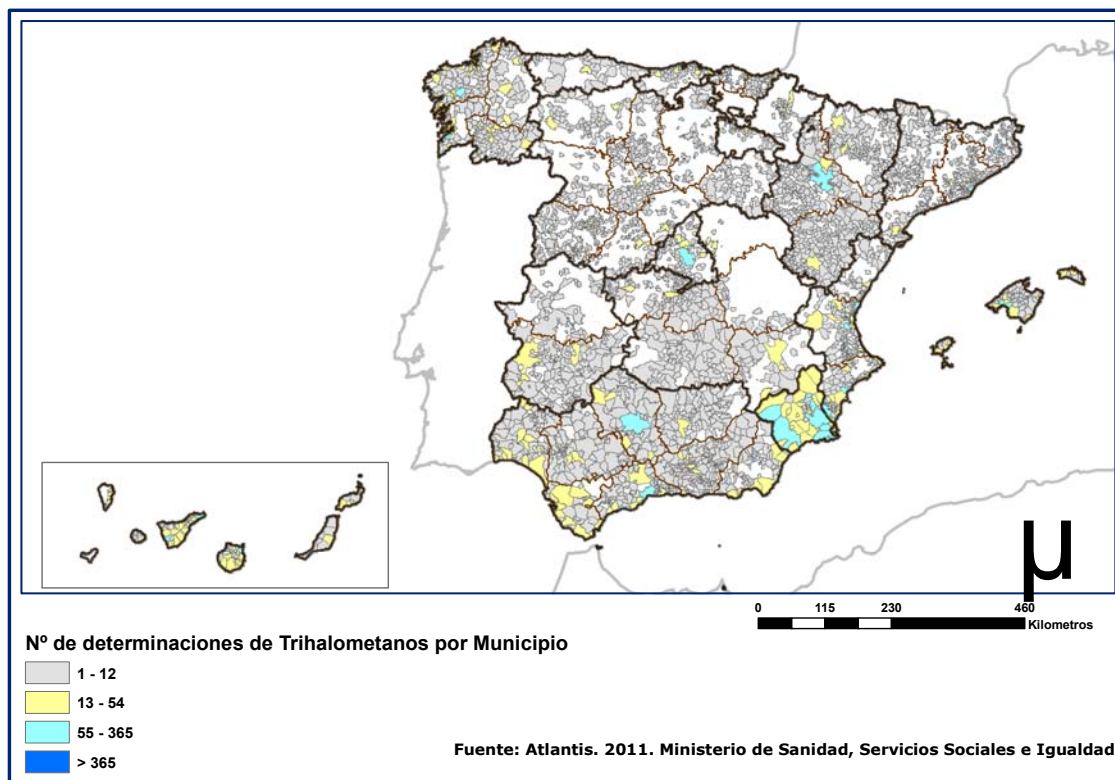 µ
0 115 230 460
Kilometros
Nº de determinaciones de Trihalometanos por Municipio
1 - 12
13 - 54
55 - 365
> 365
Fuente: Atlantis. 2011. Ministerio de Sanidad, Servicios Sociales e Igualdad